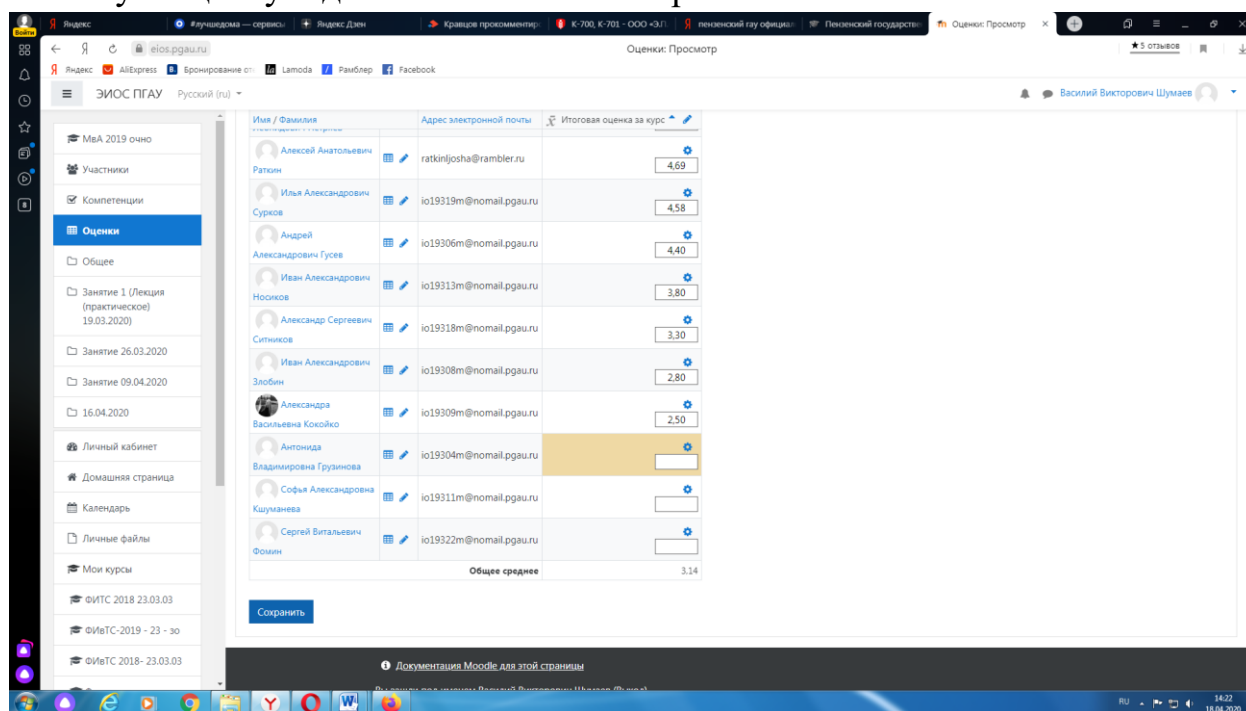 Яндекс
#лучшедома — сервисы
Яндекс Дзен
Кравцов прокомментир
К-700, К-701 - ООО «ЭЛ
пензенский гау официал
Пензенский государстве
Оценки: Просмотр
Войти
eios.pgau.ru
Оценки: Просмотр
★ 5 отзывов
Яндекс
AliExpress
Бронирование от
Lamoda
Рамблер
Facebook
ЭИОС ПГАУ
Русский (ru)
Василий Викторович Шумаев
МвА 2019 очно
Участники
Компетенции
Оценки
Общее
Занятие 1 (Лекция
(практическое)
19.03.2020)
Занятие 26.03.2020
Занятие 09.04.2020
16.04.2020
Личный кабинет
Домашняя страница
Календарь
Личные файлы
Мои курсы
ФИТС 2018 23.03.03
ФИвТС-2019 - 23 - зо
ФИвТС 2018- 23.03.03
Имя / Фамилия
Адрес электронной почты
Итоговая оценка за курс
Алексей Анатольевич
Раткин
ratkinljosha@rambler.ru
4,69
Илья Александрович
Сурков
io19319m@nomail.pgau.ru
4,58
Андрей
Александрович Гусев
io19306m@nomail.pgau.ru
4,40
Иван Александрович
Носиков
io19313m@nomail.pgau.ru
3,80
Александр Сергеевич
Ситников
io19318m@nomail.pgau.ru
3,30
Иван Александрович
Злобин
io19308m@nomail.pgau.ru
2,80
Александра
Васильевна Кокойко
io19309m@nomail.pgau.ru
2,50
Антонида
Владимировна Грузинова
io19304m@nomail.pgau.ru
Софья Александровна
Кшуманева
io19311m@nomail.pgau.ru
Сергей Витальевич
Фомин
io19322m@nomail.pgau.ru
Общее среднее
3,14
Сохранить
Документация Moodle для этой страницы
Вы зашли под именем Василий Викторович Шумаев (Выход)
RU
14:22
18.04.2020